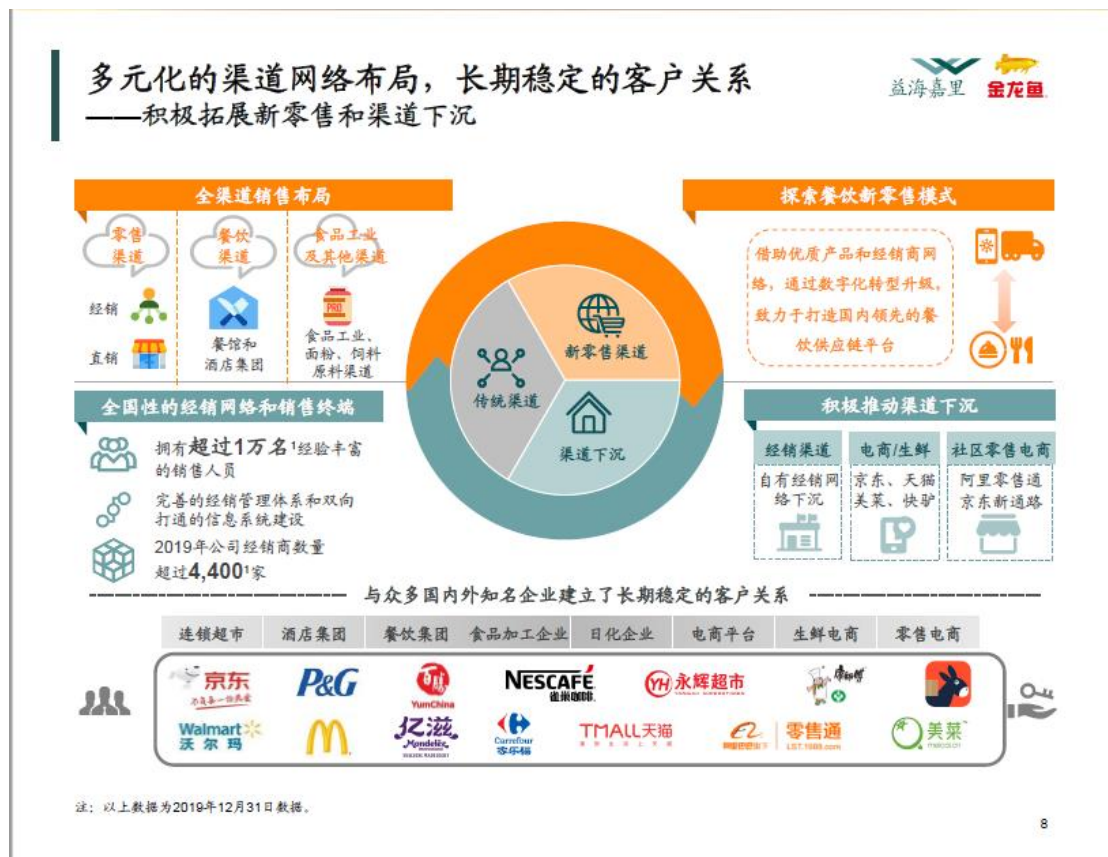 多元化的渠道网络布局，长期稳定的客户关系
——积极拓展新零售和渠道下沉
益海嘉里
金龙鱼
全渠道销售布局
零售
渠道
餐饮
渠道
食品工业
及其他渠道
经销
直销
餐馆和
酒店集团
PRO
食品工业、
面粉、饲料
原料渠道
探索餐饮新零售模式
借助优质产品和经销商网
络，通过数字化转型升级，
致力于打造国内领先的餐
饮供应链平台
传统渠道
新零售渠道
渠道下沉
全国性的经销网络和销售终端
拥有超过1万名¹经验丰富
的销售人员
完善的经销管理体系和双向
打通的信息系统建设
2019年公司经销商数量
超过4,400¹家
积极推动渠道下沉
经销渠道
自有经销网
络下沉
电商/生鲜
京东、天猫
美菜、快驴
社区零售电商
阿里零售通
京东新通路
与众多国内外知名企业建立了长期稳定的客户关系
连锁超市 酒店集团 餐饮集团 食品加工企业 日化企业 电商平台 生鲜电商 零售电商
京东
P&G
YumChina
NESCAFÉ
雀巢咖啡
YH 永辉超市
康师傅
Walmart
沃尔玛
亿滋
Mondelēz
Carrefour
家乐福
TMALL天猫
零售通
LST.1688.com
美菜
meicai.cn
注：以上数据为2019年12月31日数据。
8